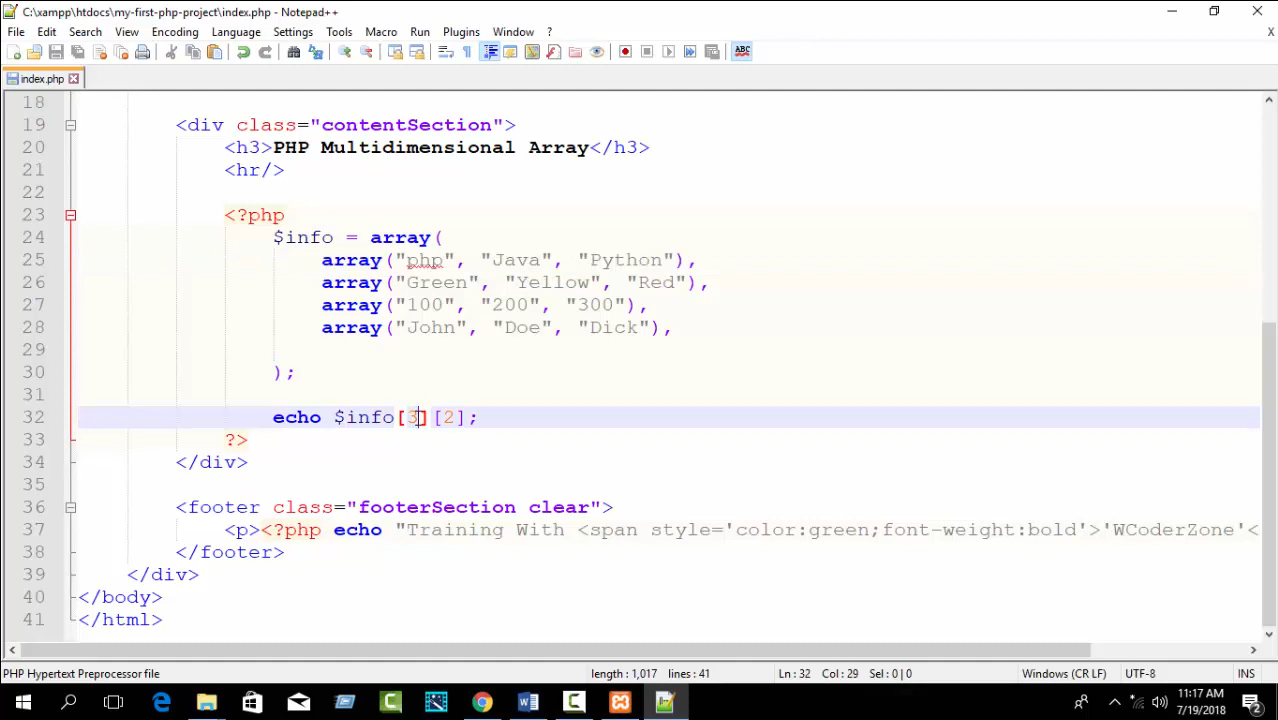 C:\xampp\htdocs\my-first-php-project\index.php - Notepad++
File Edit Search View Encoding Language Settings Tools Macro Run Plugins Window ? X
ABC
index.php
18
19 <div class="contentSection">
20 <h3>PHP Multidimensional Array</h3>
21 <hr/>
22
23 <?php
24 $info = array(
25 array("php", "Java", "Python"),
26 array("Green", "Yellow", "Red"),
27 array("100", "200", "300"),
28 array("John", "Doe", "Dick"),
29
30 );
31
32 echo $info[3][2];
33 ?>
34 </div>
35
36 <footer class="footerSection clear">
37 <p><?php echo "Training With <span style='color:green;font-weight:bold'>'WCoderZone'<
38 </footer>
39 </div>
40 </body>
41 </html>
PHP Hypertext Preprocessor file length : 1,017 lines : 41 Ln : 32 Col : 29 Sel : 0 | 0 Windows (CR LF) UTF-8 INS
11:17 AM
7/19/2018
2